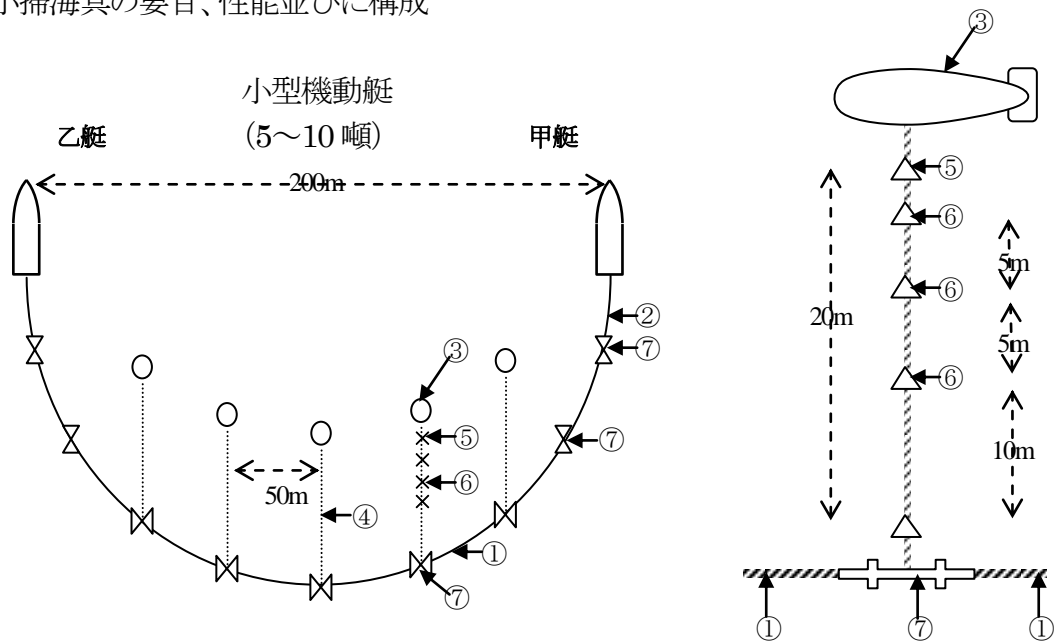 小掃海具の要旨、性能並びに構成
小型機動艇
(5～10 噸)
乙艇
甲艇
200m
②
⑦
③
⑤
⑦
⑥
50m
④
①
⑦
③
⑤
⑥
5m
⑥
20m
5m
⑥
10m
①
⑦
①